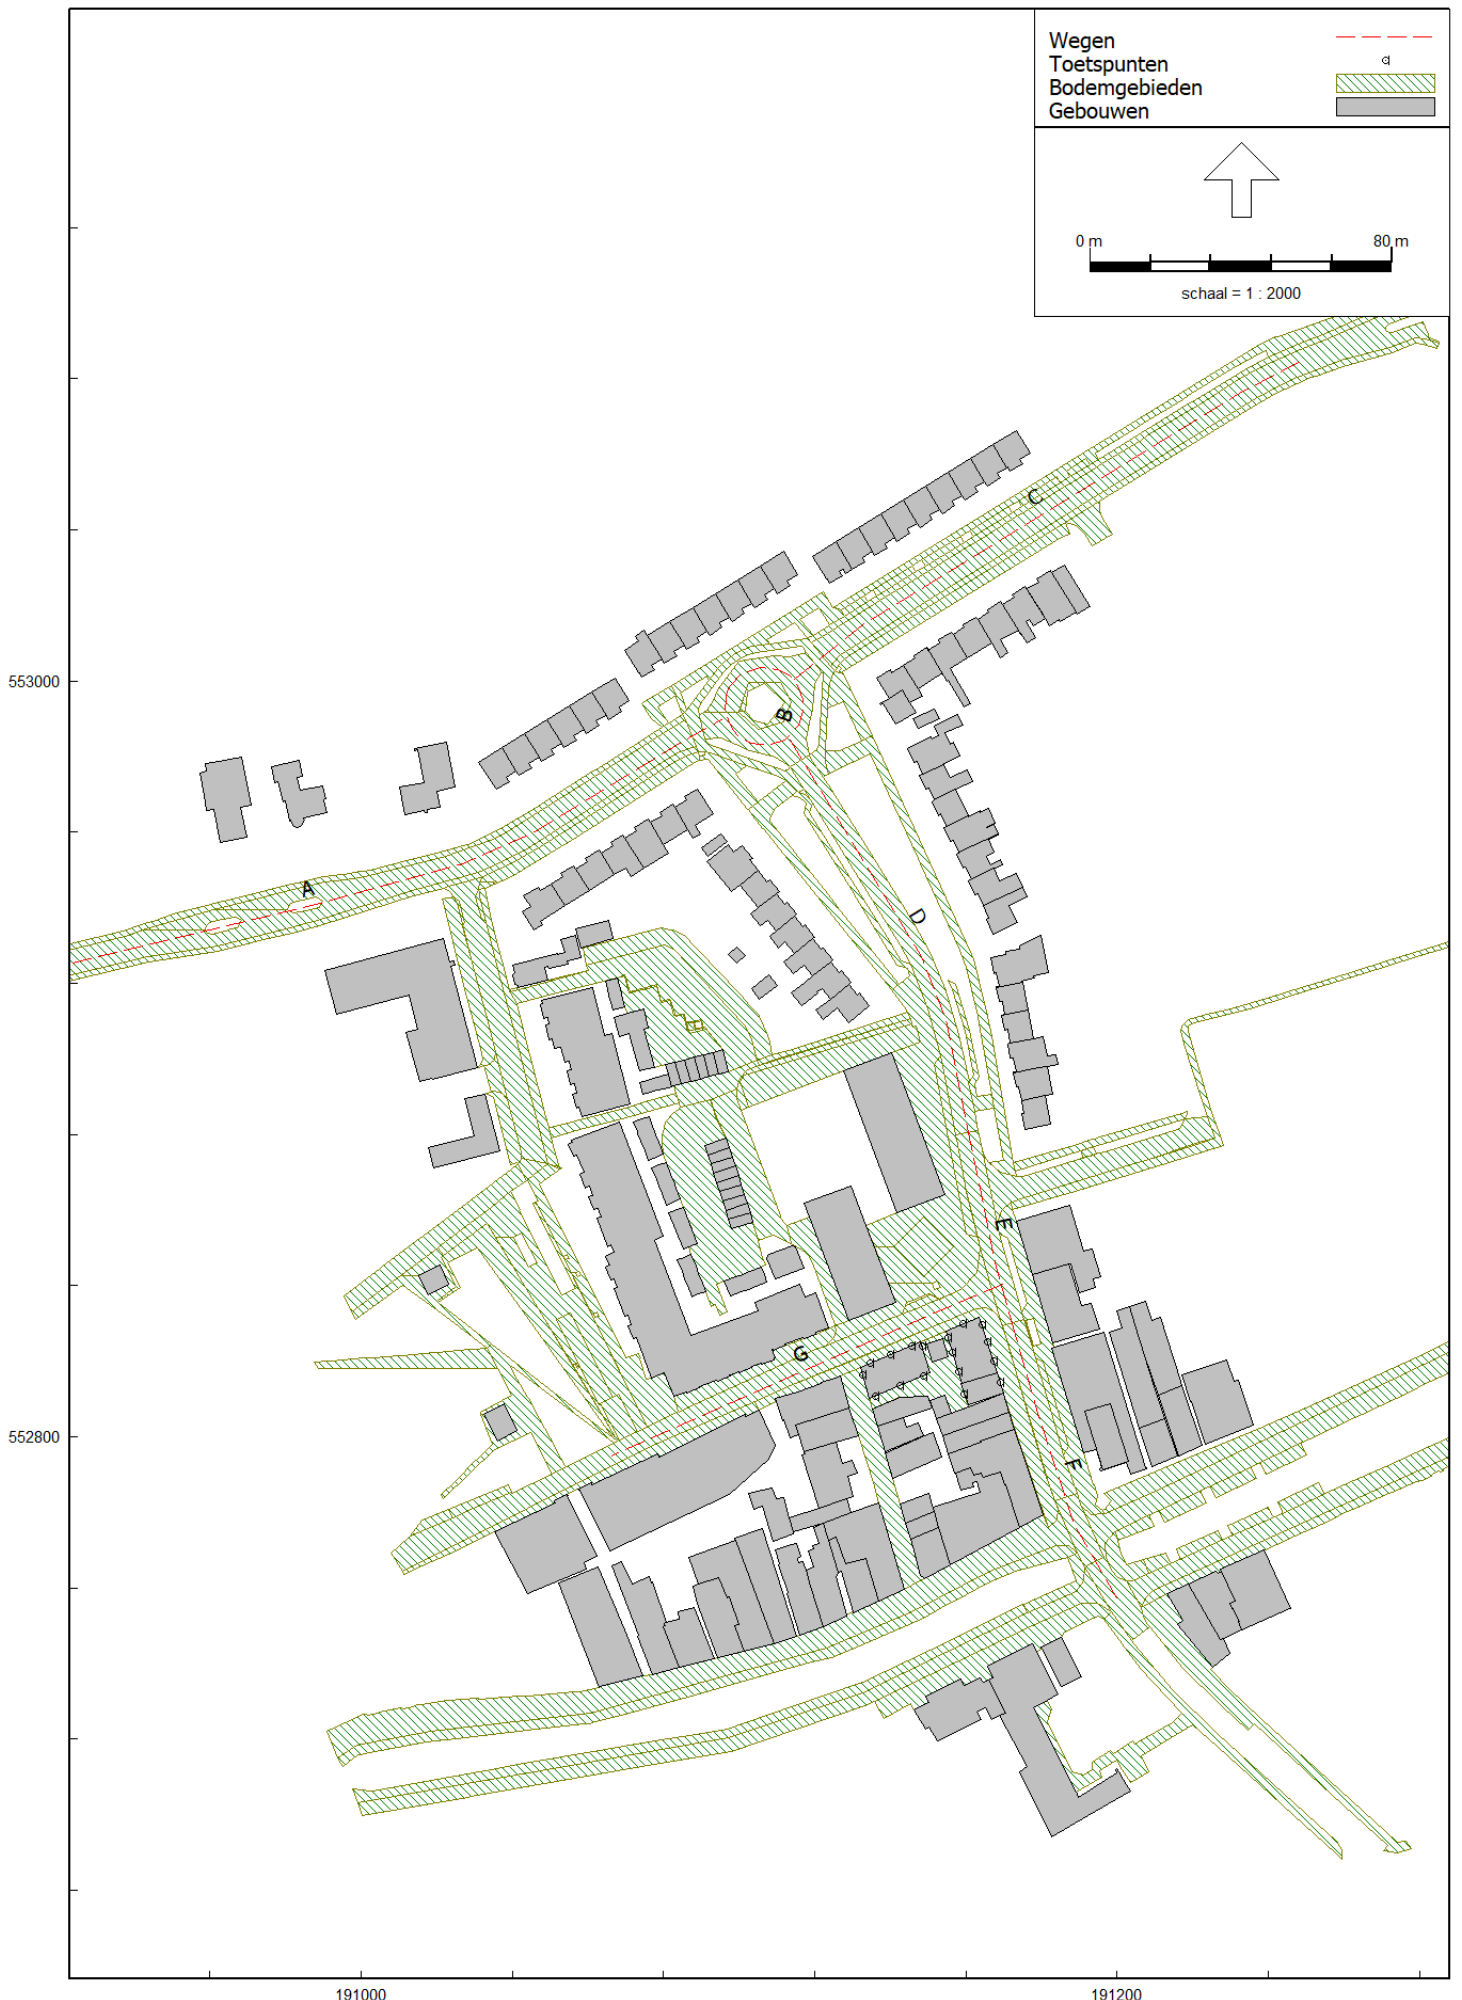 Wegen
Toetspunten
Bodemgebieden
Gebouwen
0 m 80 m
schaal = 1 : 2000
C
553000
B
A
D
E
G
552800
F
191000 191200